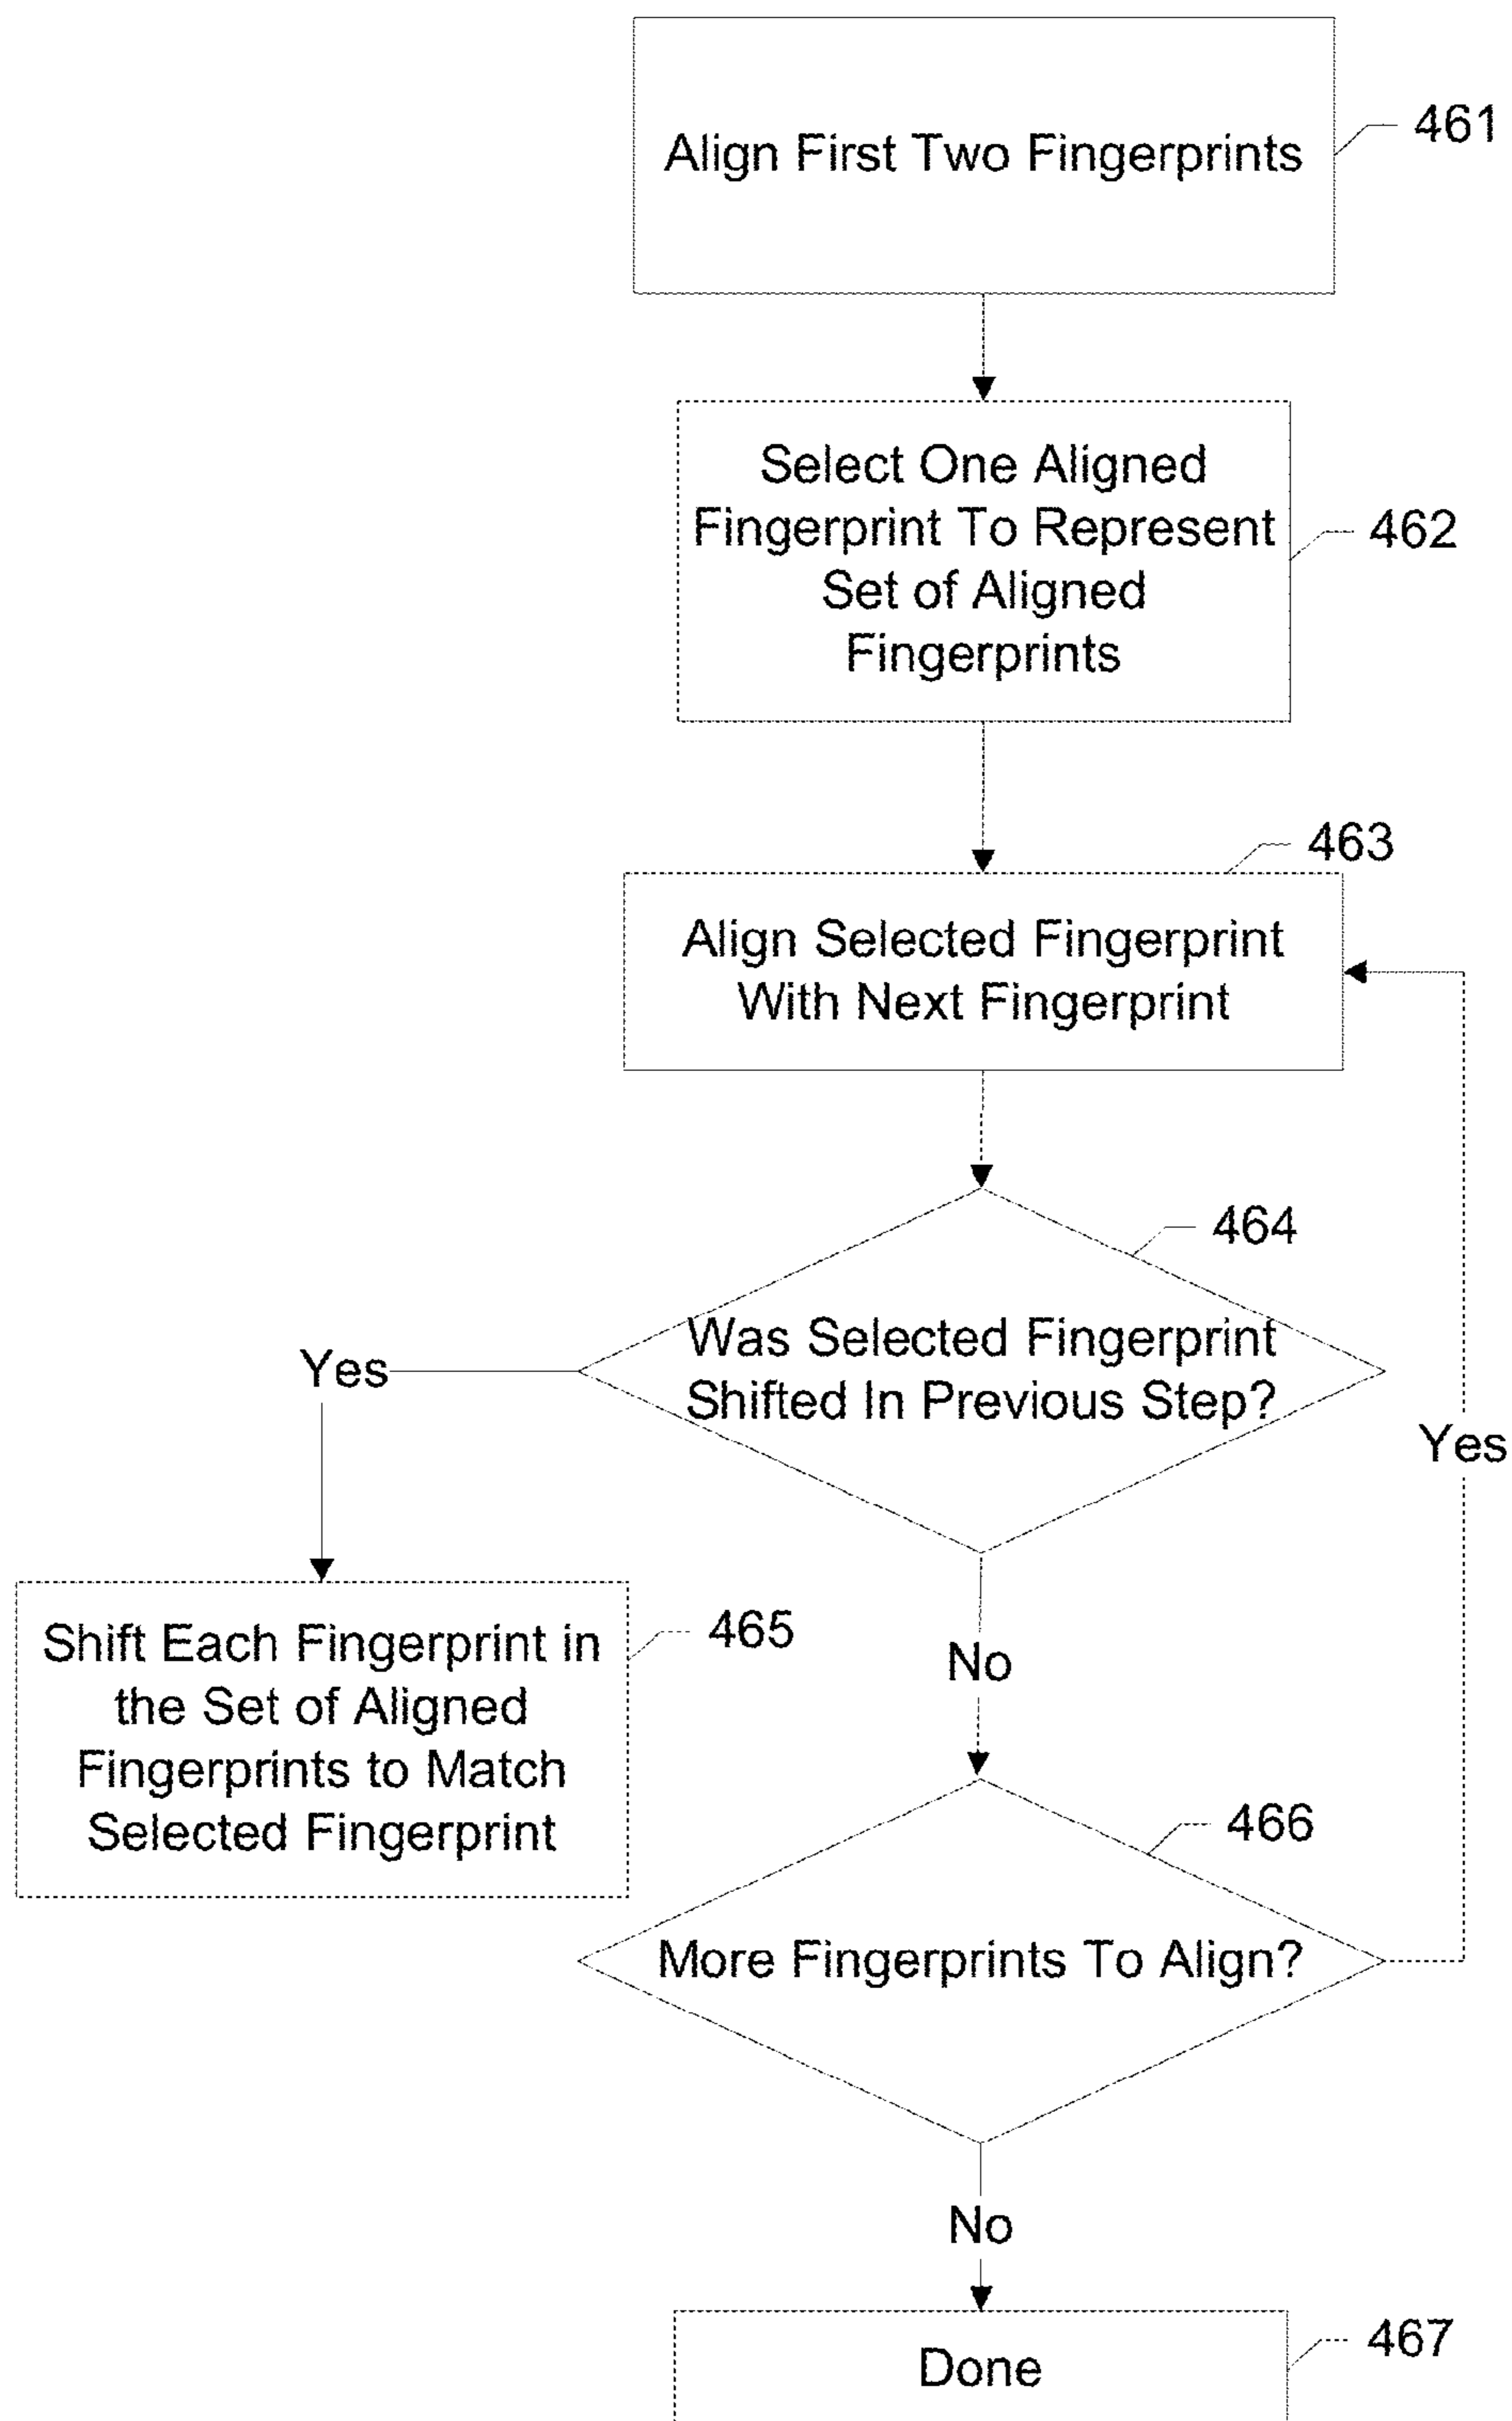 Align First Two Fingerprints
461
Select One Aligned
Fingerprint To Represent
Set of Aligned
Fingerprints
462
463
Align Selected Fingerprint
With Next Fingerprint
464
Was Selected Fingerprint
Shifted In Previous Step?
Yes
Yes
Shift Each Fingerprint in
the Set of Aligned
Fingerprints to Match
Selected Fingerprint
465
No
466
More Fingerprints To Align?
No
467
Done